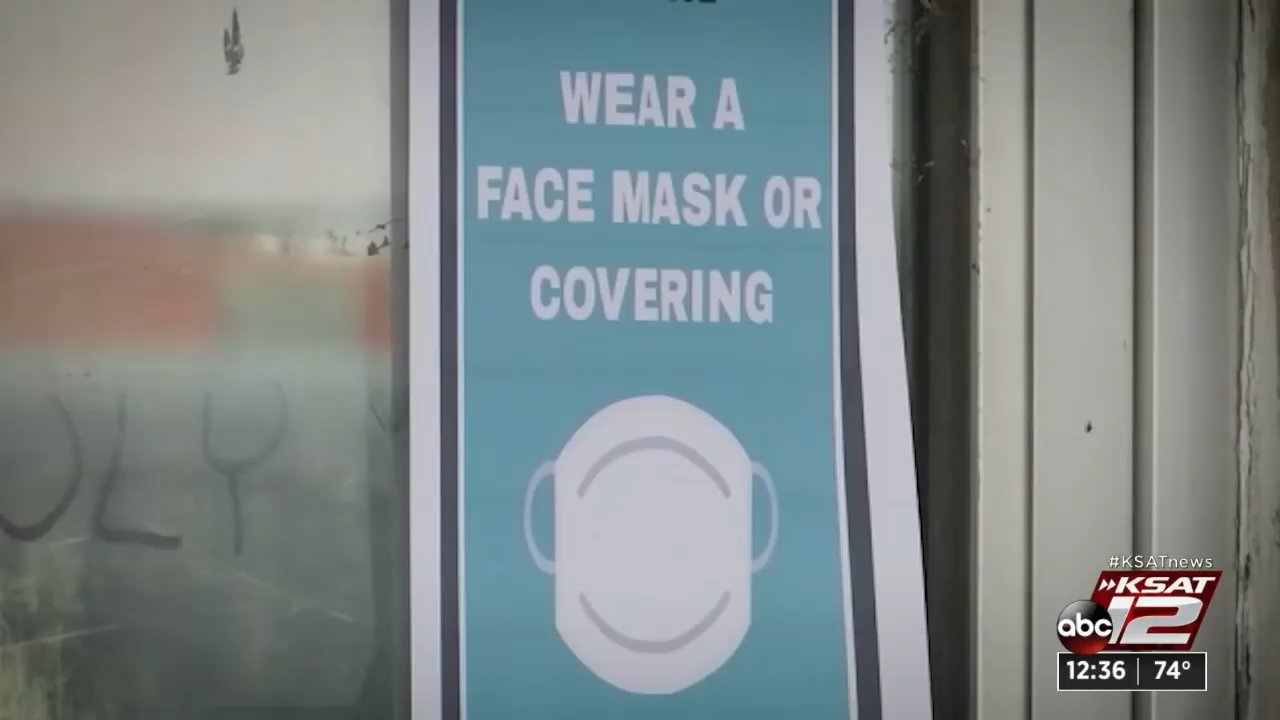 WEAR A
FACE MASK OR
COVERING
#KSATnews
KSAT
abc 12
12:36 74°